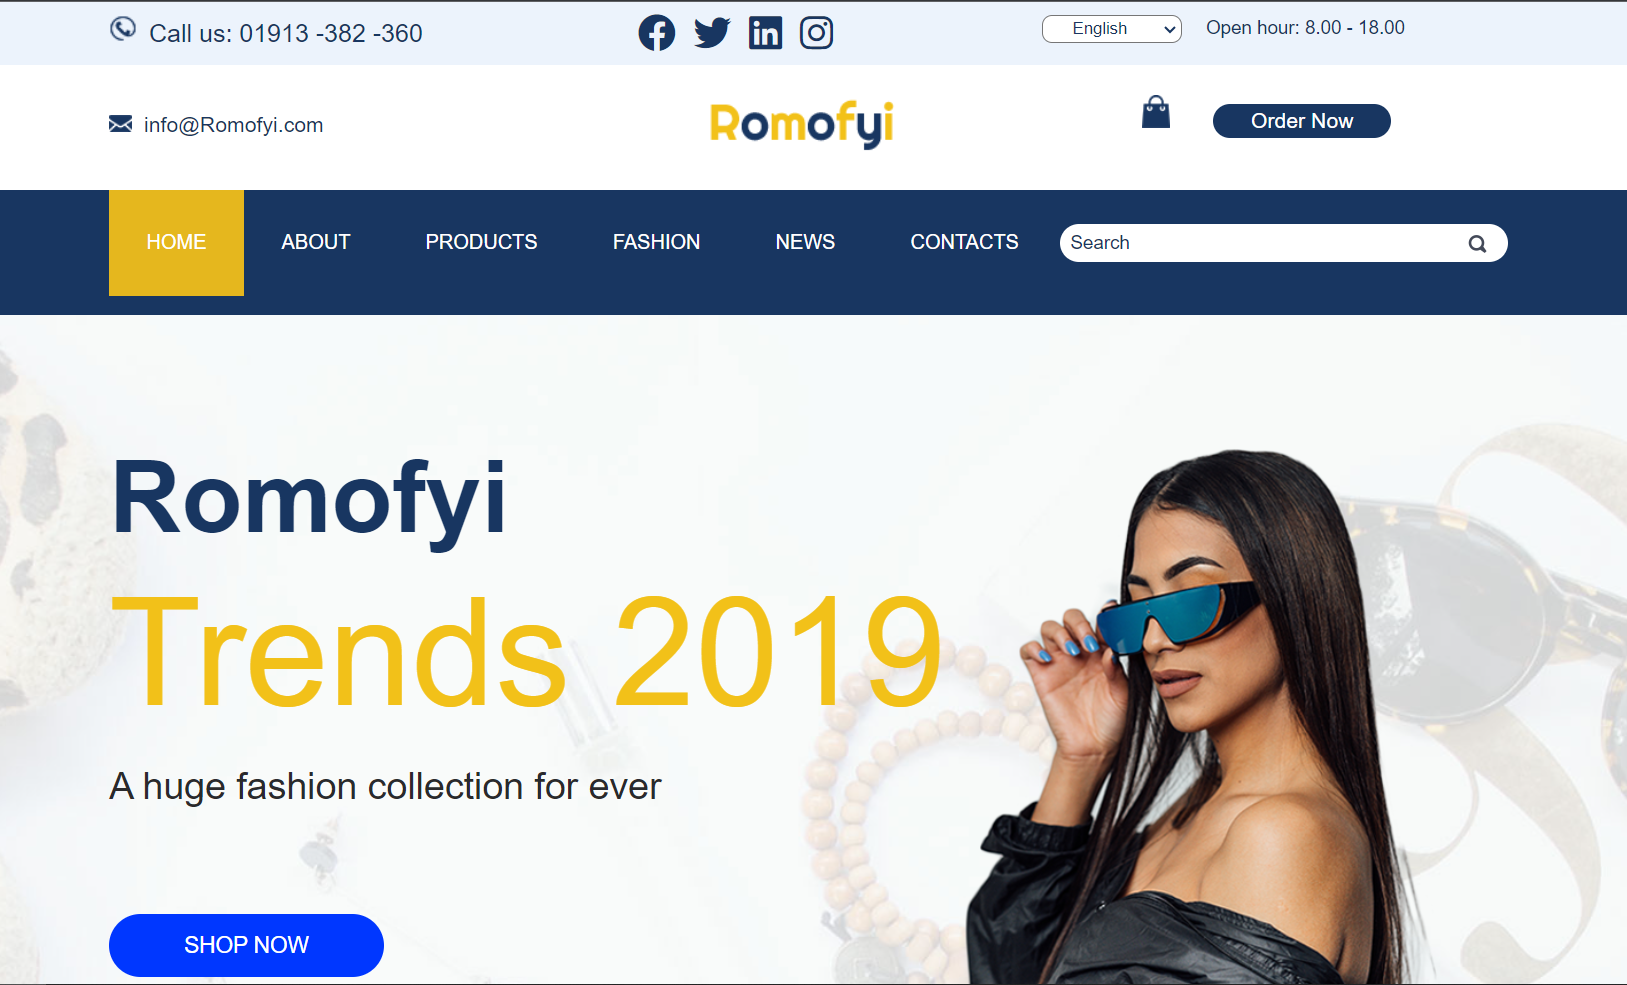 Call us: 01913 -382 -360
English
Open hour: 8.00 - 18.00
info@Romofyi.com
Romofyi
Order Now
HOME
ABOUT
PRODUCTS
FASHION
NEWS
CONTACTS
Search
Romofyi
Trends 2019
A huge fashion collection for ever
SHOP NOW